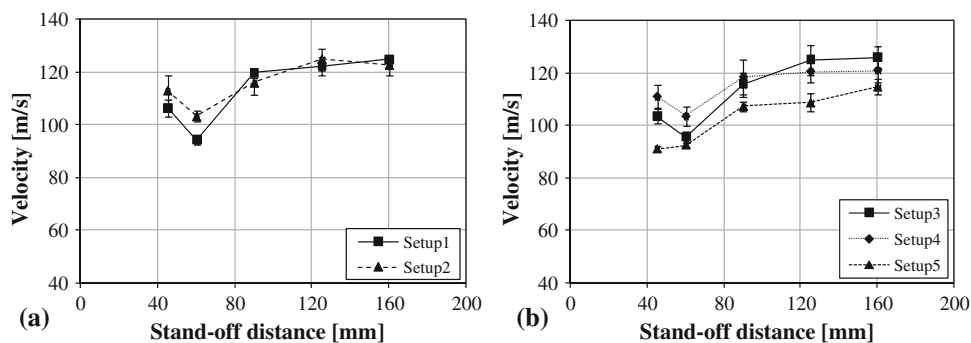 140
120
100
80
60
40
0 40 80 120 160 200
Velocity [m/s]
Stand-off distance [mm]
Setup1
Setup2
(a)
140
120
100
80
60
40
0 40 80 120 160 200
Velocity [m/s]
Stand-off distance [mm]
Setup3
Setup4
Setup5
(b)